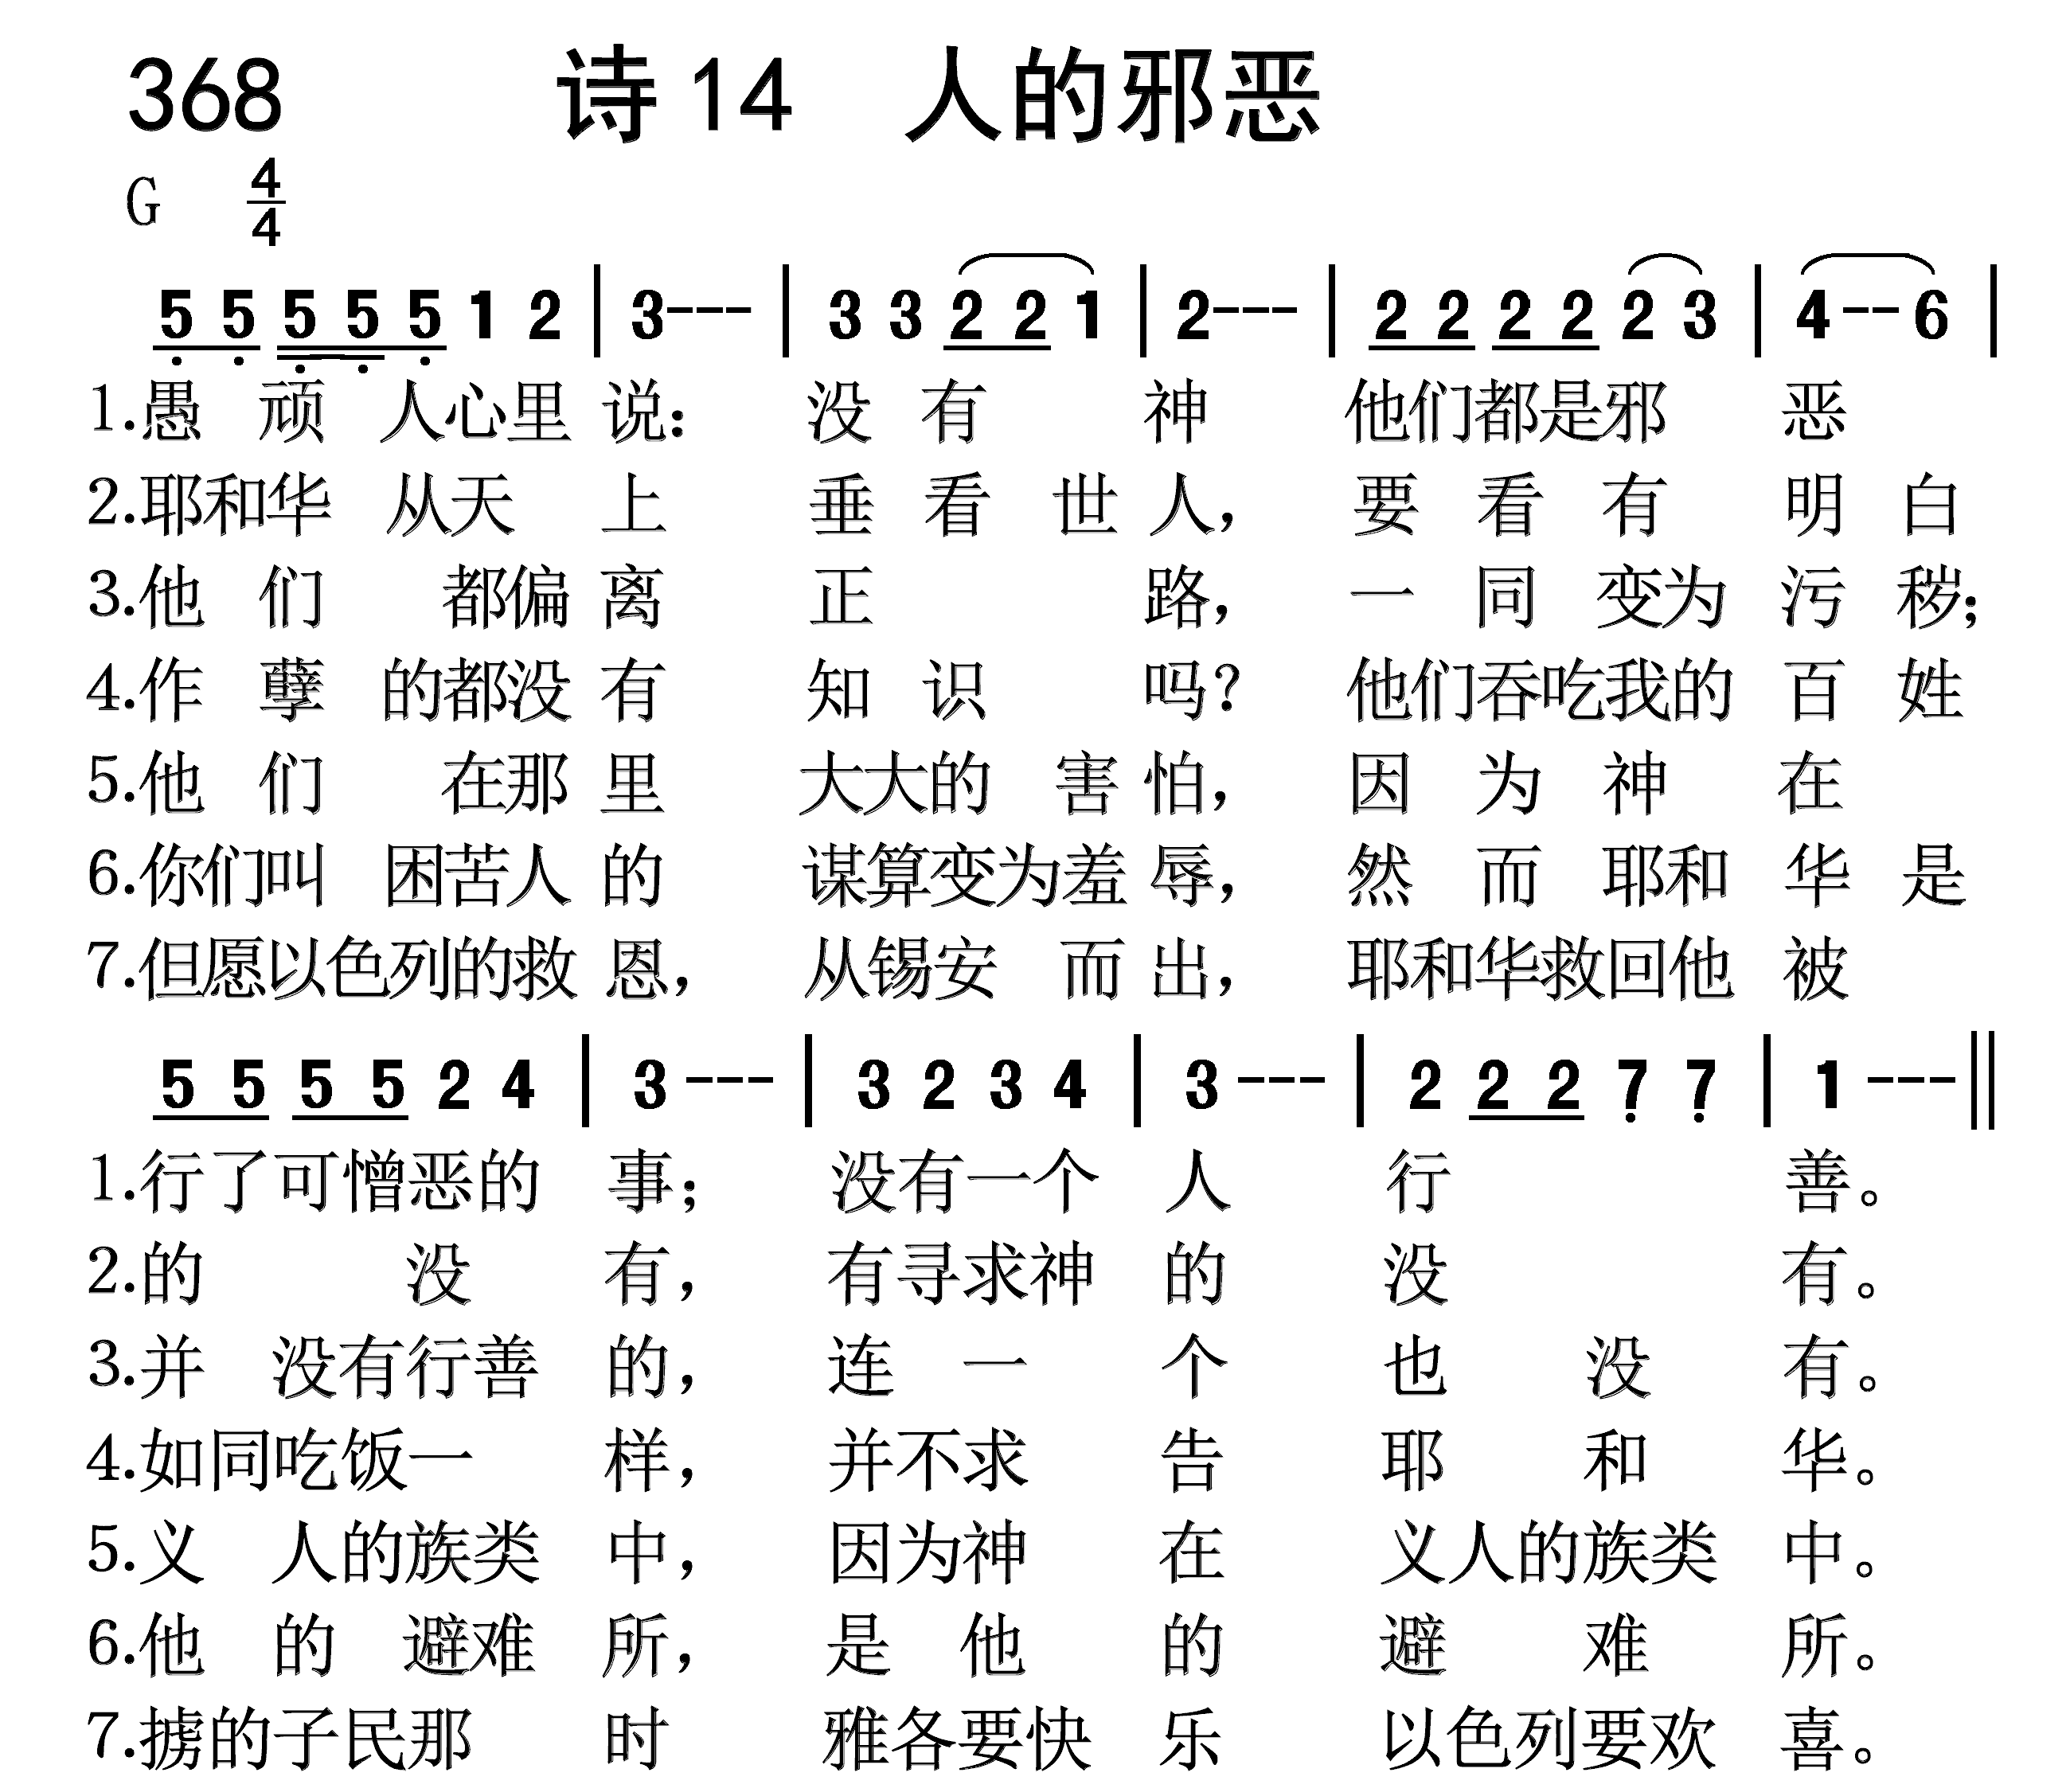 368 诗14 人的邪恶
G 4/4
5 5 5 5 5 1 2 | 3--- | 3 3 2 2 1 | 2--- | 2 2 2 2 2 3 | 4--6 |
1.愚 顽 人心里 说: 没 有 神 他们都是邪 恶
2.耶和华 从天 上 垂 看 世 人, 要 看 有 明 白
3.他 们 都偏 离 正 路, 一 同 变为 污 秽;
4.作 孽 的都没 有 知 识 吗? 他们吞吃我的 百 姓
5.他 们 在那 里 大大的 害 怕, 因 为 神 在
6.你们叫 困苦人 的 谋算变为羞 辱, 然 而 耶和 华 是
7.但愿以色列的救 恩, 从锡安 而 出, 耶和华救回他 被
5 5 5 5 2 4 | 3 --- | 3 2 3 4 | 3 --- | 2 2 2 7 7 | 1 --- ||
1.行了可憎恶的 事; 没有一个 人 行 善。
2.的 没 有, 有寻求神 的 没 有。
3.并 没有行善 的, 连 一 个 也 没 有。
4.如同吃饭一 样, 并不求 告 耶 和 华。
5.义 人的族类 中, 因为神 在 义人的族类 中。
6.他 的 避难 所, 是 他 的 避 难 所。
7.掳的子民那 时 雅各要快 乐 以色列要欢 喜。